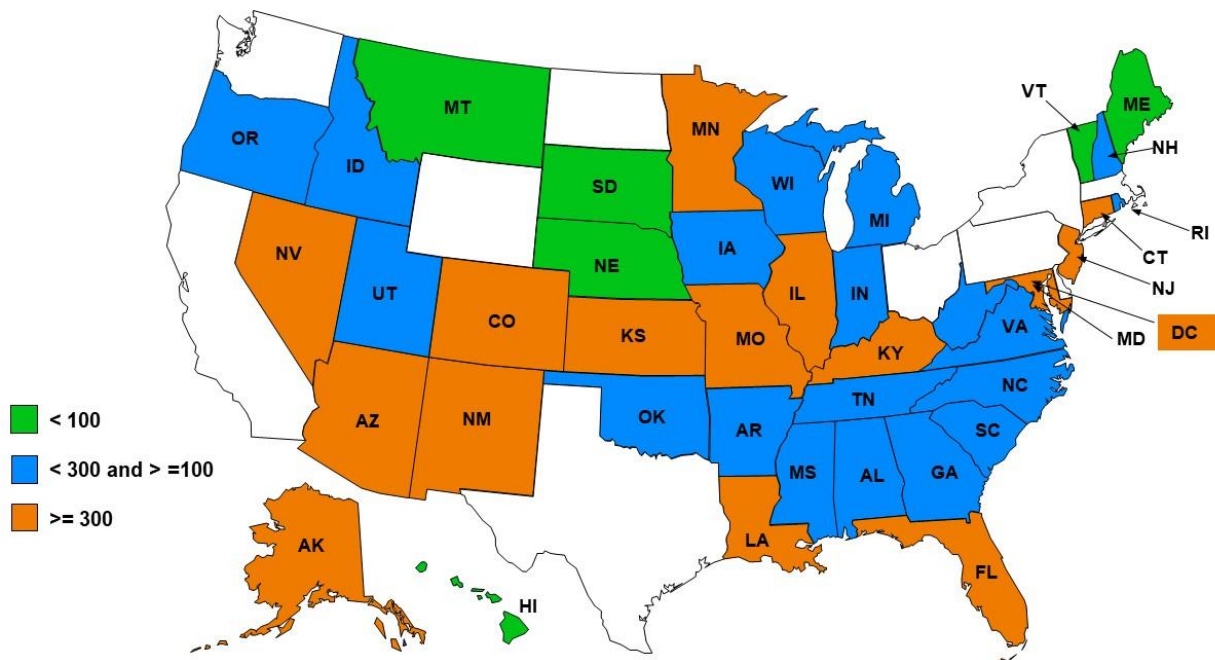 VT
ME
MT
MN
OR
NH
ID
WI
SD
MI
RI
IA
CT
NV
NE
NJ
UT
IL
IN
CO
VA
DC
KS
MO
MD
KY
NC
TN
AZ
NM
OK
AR
SC
< 100
MS
AL
GA
< 300 and > =100
>= 300
LA
AK
FL
HI